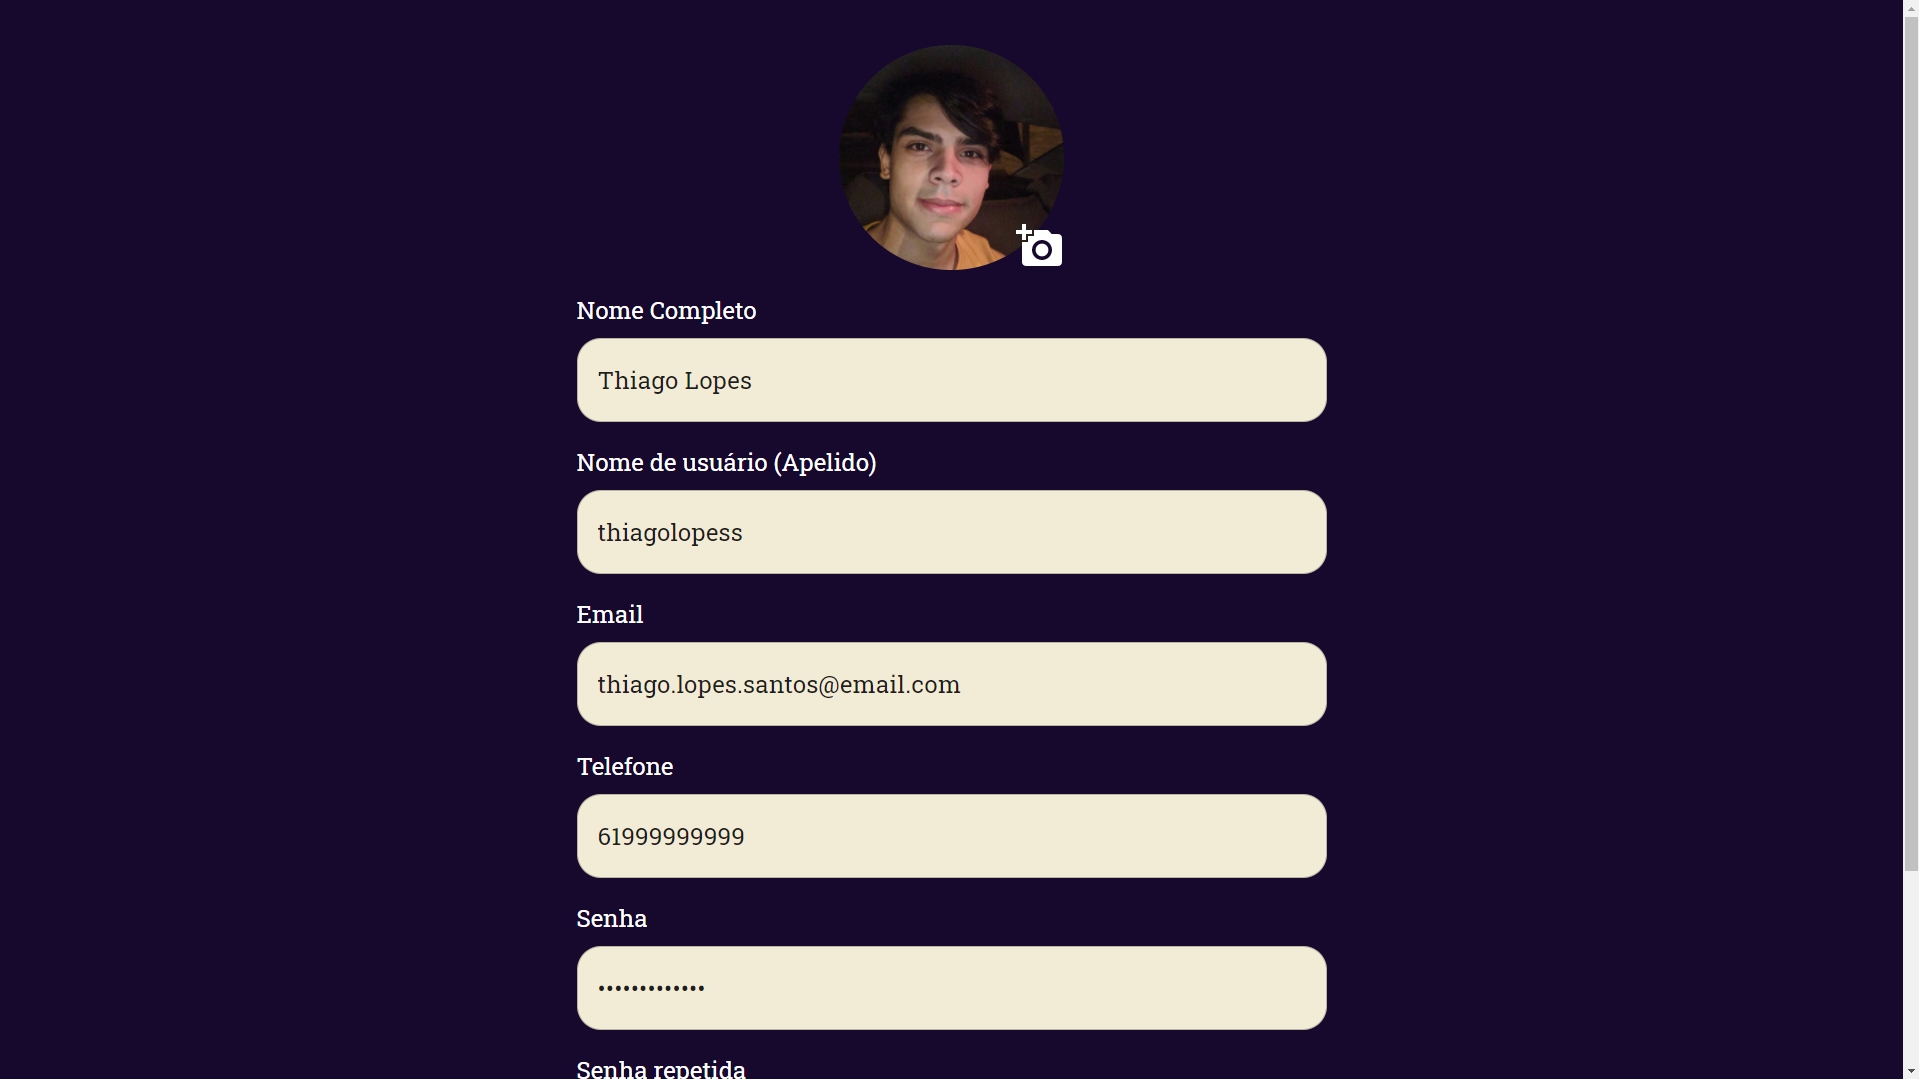 Nome Completo
Thiago Lopes
Nome de usuário (Apelido)
thiagolopess
Email
thiago.lopes.santos@email.com
Telefone
61999999999
Senha
•••••••••••••
Senha repetida